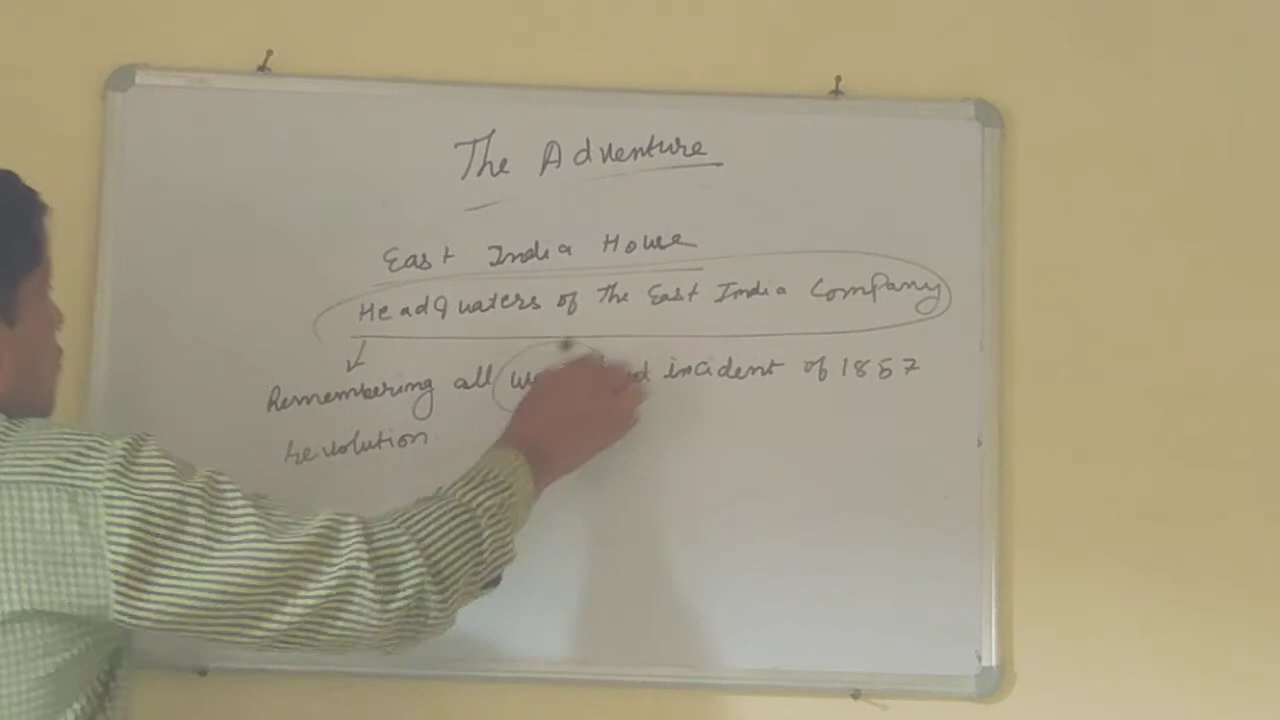 The Adventure
East India House
Headquaters of The East India Company
Remembering all incident of 1857
revolution